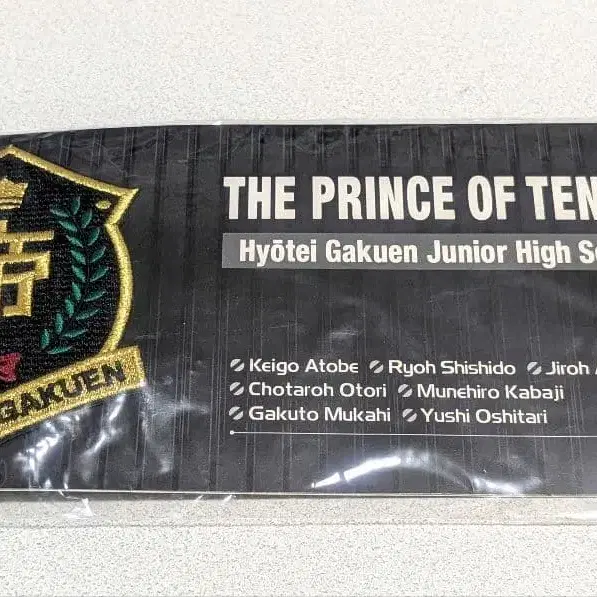 THE PRINCE OF TEN
Hyōtei Gakuen Junior High
Keigo Atobe Ryoh Shishido Jiroh
Chotaroh Otori Munehiro Kabaji
Gakuto Mukahi Yushi Oshitari
GAKUEN